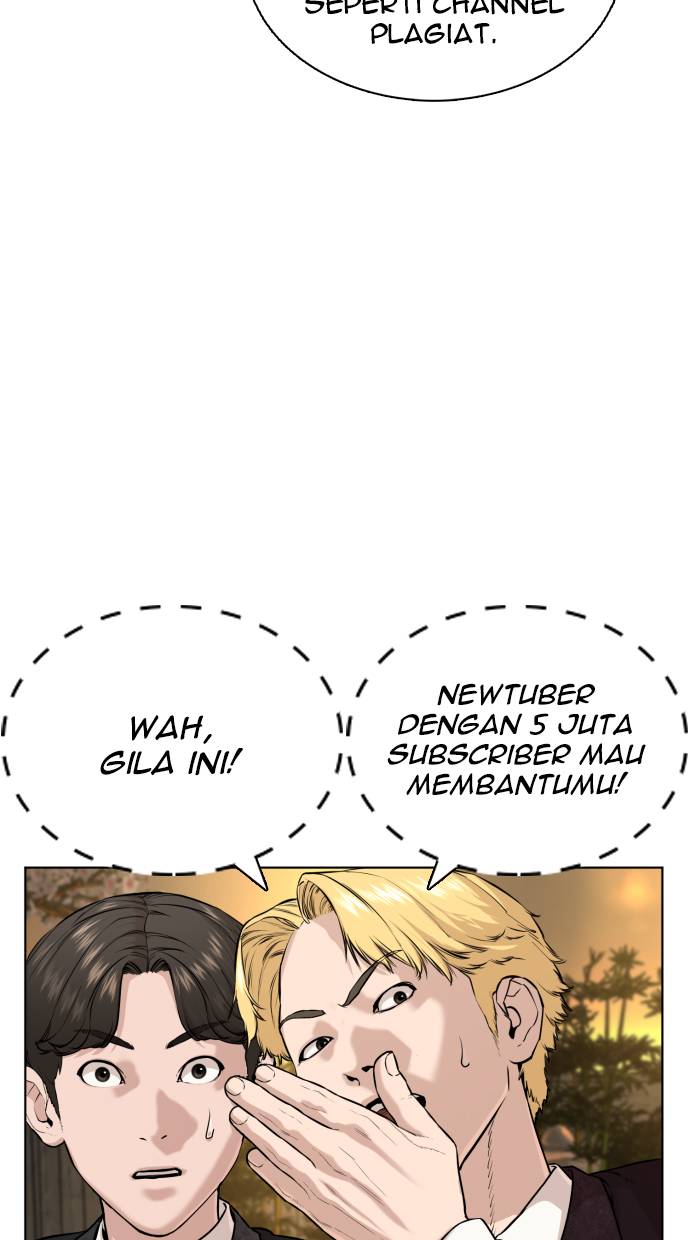 SEPERTI CHANNEL
PLAGIAT.
WAH,
GILA INI!
NEWTUBER
DENGAN 5 JUTA
SUBSCRIBER MAU
MEMBANTUMU!